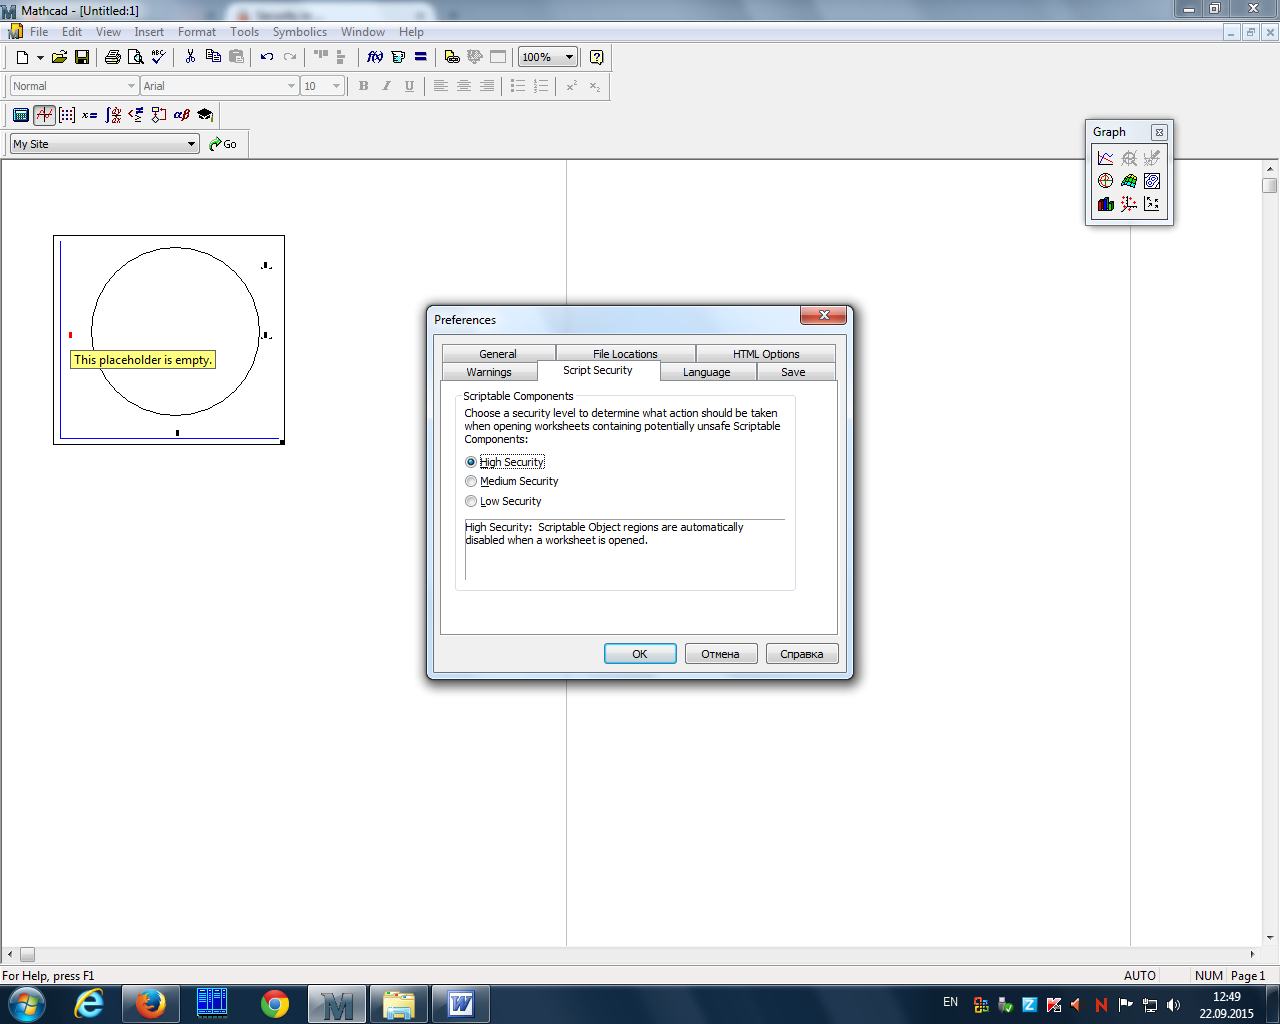 Mathcad - [Untitled:1]
File Edit View Insert Format Tools Symbolics Window Help
100%
Normal Arial 10 B I U
My Site Go
Graph
This placeholder is empty.
Preferences
General File Locations HTML Options
Warnings Script Security Language Save
Scriptable Components
Choose a security level to determine what action should be taken
when opening worksheets containing potentially unsafe Scriptable
Components:
High Security
Medium Security
Low Security
High Security: Scriptable Object regions are automatically
disabled when a worksheet is opened.
OK Отмена Справка
For Help, press F1 AUTO NUM Page 1
EN 12:49
22.09.2015